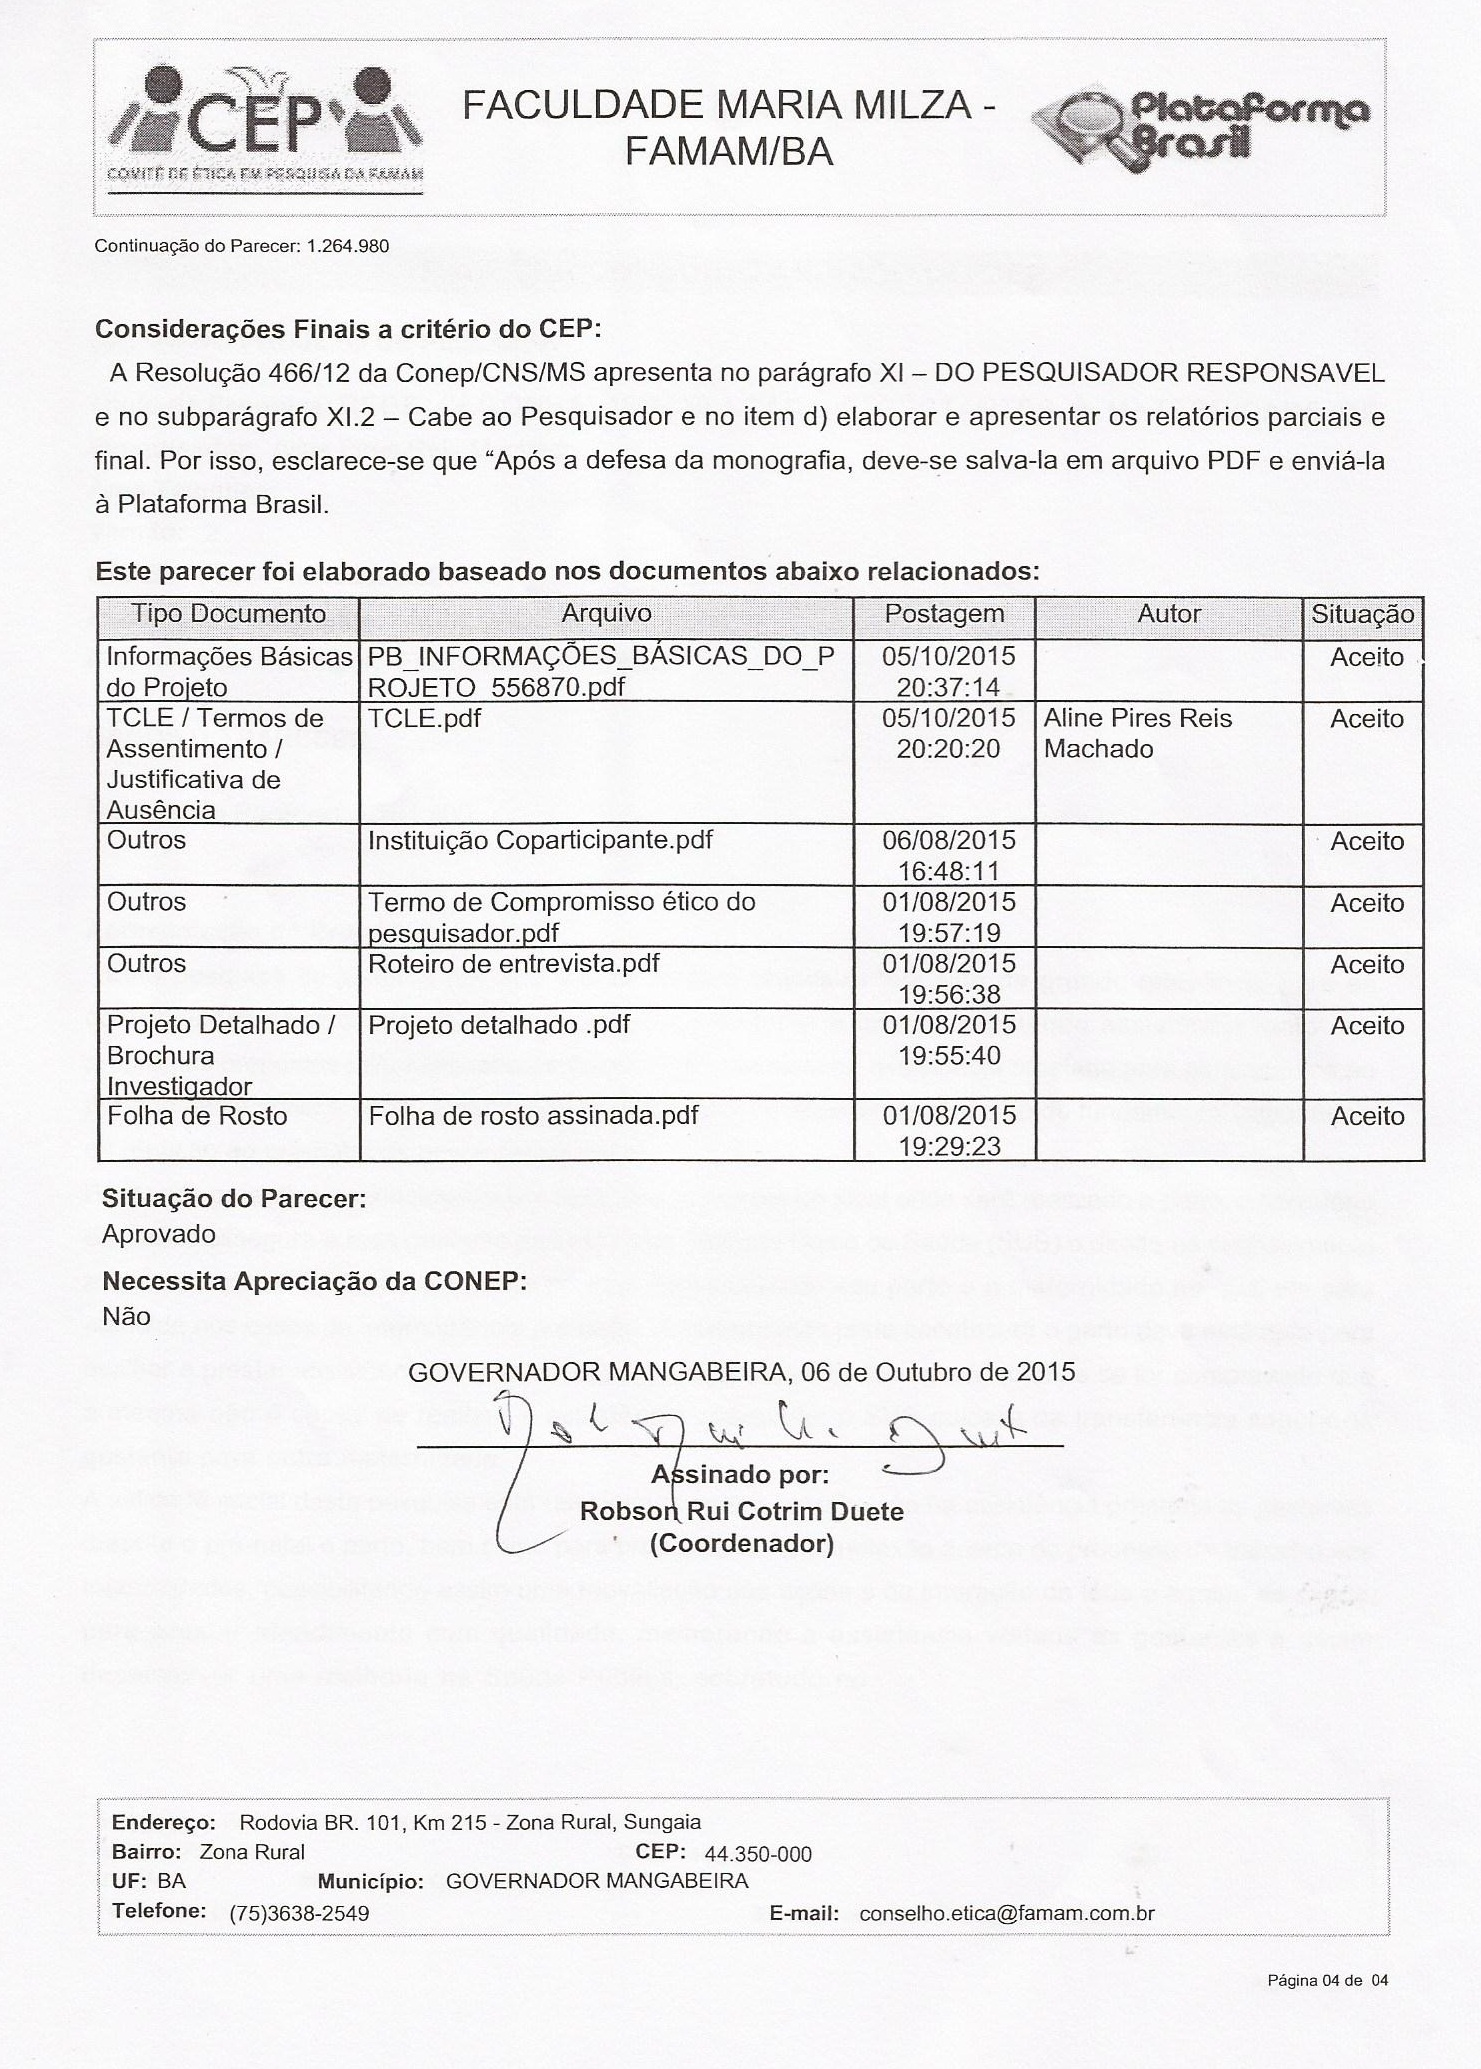 CEP
COMITÊ DE ÉTICA EM PESQUISA DA FAMAM
FACULDADE MARIA MILZA -
FAMAM/BA
Plataforma
Brasil
Continuação do Parecer: 1.264.980
Considerações Finais a critério do CEP:
A Resolução 466/12 da Conep/CNS/MS apresenta no parágrafo XI – DO PESQUISADOR RESPONSAVEL
e no subparágrafo XI.2 – Cabe ao Pesquisador e no item d) elaborar e apresentar os relatórios parciais e
final. Por isso, esclarece-se que “Após a defesa da monografia, deve-se salva-la em arquivo PDF e enviá-la
à Plataforma Brasil.
Este parecer foi elaborado baseado nos documentos abaixo relacionados:
Tipo Documento Arquivo Postagem Autor Situação
Informações Básicas PB_INFORMAÇÕES_BÁSICAS_DO_P 05/10/2015 Aceito
do Projeto ROJETO_556870.pdf 20:37:14
TCLE / Termos de TCLE.pdf 05/10/2015 Aline Pires Reis Aceito
Assentimento / 20:20:20 Machado
Justificativa de
Ausência
Outros Instituição Coparticipante.pdf 06/08/2015 Aceito
16:48:11
Outros Termo de Compromisso ético do 01/08/2015 Aceito
pesquisador.pdf 19:57:19
Outros Roteiro de entrevista.pdf 01/08/2015 Aceito
19:56:38
Projeto Detalhado / Projeto detalhado .pdf 01/08/2015 Aceito
Brochura 19:55:40
Investigador
Folha de Rosto Folha de rosto assinada.pdf 01/08/2015 Aceito
19:29:23
Situação do Parecer:
Aprovado
Necessita Apreciação da CONEP:
Não
GOVERNADOR MANGABEIRA, 06 de Outubro de 2015
Assinado por:
Robson Rui Cotrim Duete
(Coordenador)
Endereço: Rodovia BR. 101, Km 215 - Zona Rural, Sungaia
Bairro: Zona Rural CEP: 44.350-000
UF: BA Município: GOVERNADOR MANGABEIRA
Telefone: (75)3638-2549 E-mail: conselho.etica@famam.com.br
Página 04 de 04